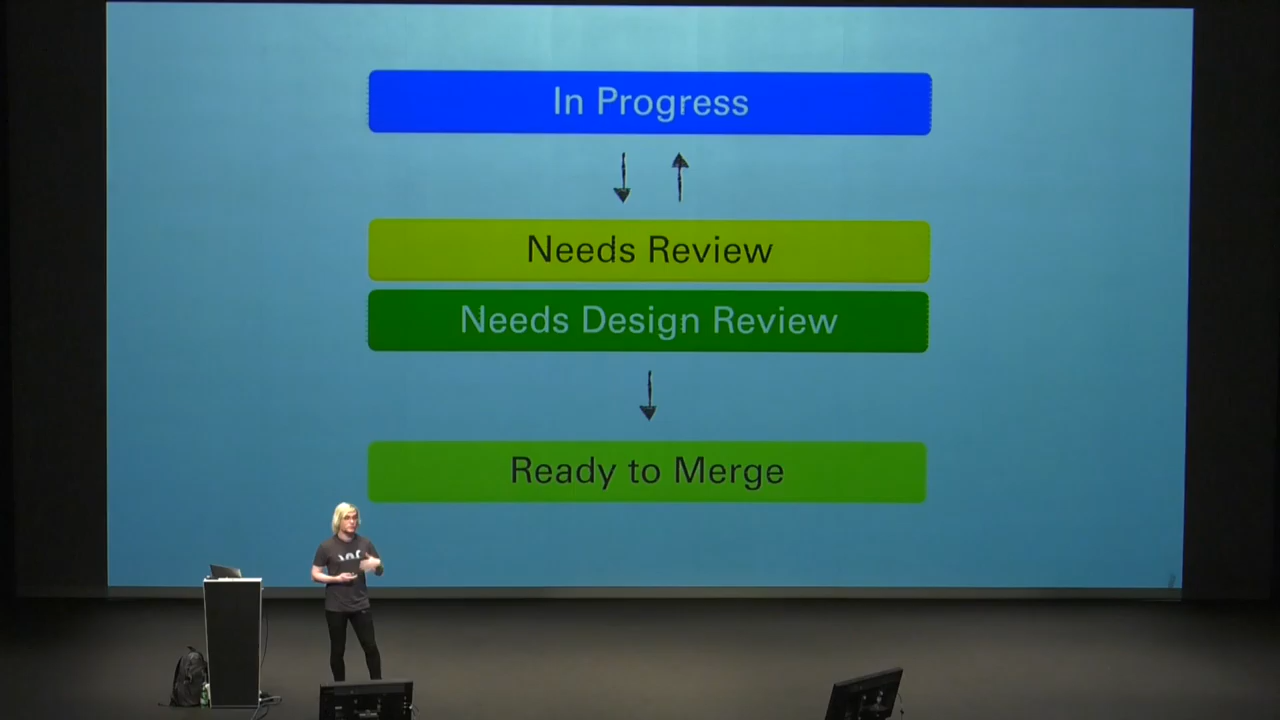 In Progress
Needs Review
Needs Design Review
Ready to Merge